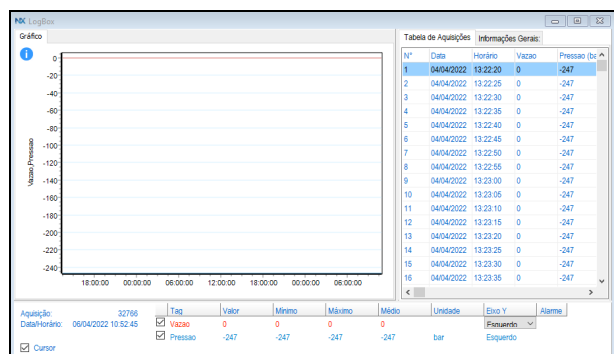 NX LogBox
Gráfico
Tabela de Aquisições Informações Gerais:
N° Data Horário Vazao Pressao (ba
1 04/04/2022 13:22:20 0 -247
2 04/04/2022 13:22:25 0 -247
3 04/04/2022 13:22:30 0 -247
4 04/04/2022 13:22:35 0 -247
5 04/04/2022 13:22:40 0 -247
6 04/04/2022 13:22:45 0 -247
7 04/04/2022 13:22:50 0 -247
8 04/04/2022 13:22:55 0 -247
9 04/04/2022 13:23:00 0 -247
10 04/04/2022 13:23:05 0 -247
11 04/04/2022 13:23:10 0 -247
12 04/04/2022 13:23:15 0 -247
13 04/04/2022 13:23:20 0 -247
14 04/04/2022 13:23:25 0 -247
15 04/04/2022 13:23:30 0 -247
16 04/04/2022 13:23:35 0 -247
Vazao,Pressao
0
-20
-40
-60
-80
-100
-120
-140
-160
-180
-200
-220
-240
18:00:00 00:00:00 06:00:00 12:00:00 18:00:00 00:00:00 06:00:00
Aquisição: 32766
Data/Horário: 06/04/2022 10:52:45
Cursor
Tag Valor Mínimo Máximo Médio Unidade Eixo Y Alarme
Vazao 0 0 0 0 Esquerdo
Pressao -247 -247 -247 -247 bar Esquerdo